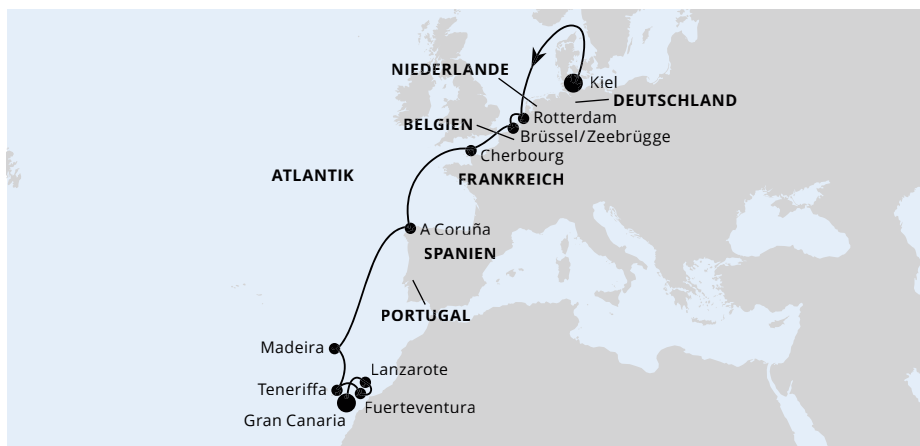 NIEDERLANDE
Kiel
DEUTSCHLAND
Rotterdam
BELGIEN
Brüssel/Zeebrügge
Cherbourg
ATLANTIK
FRANKREICH
A Coruña
SPANIEN
PORTUGAL
Madeira
Lanzarote
Teneriffa
Fuerteventura
Gran Canaria